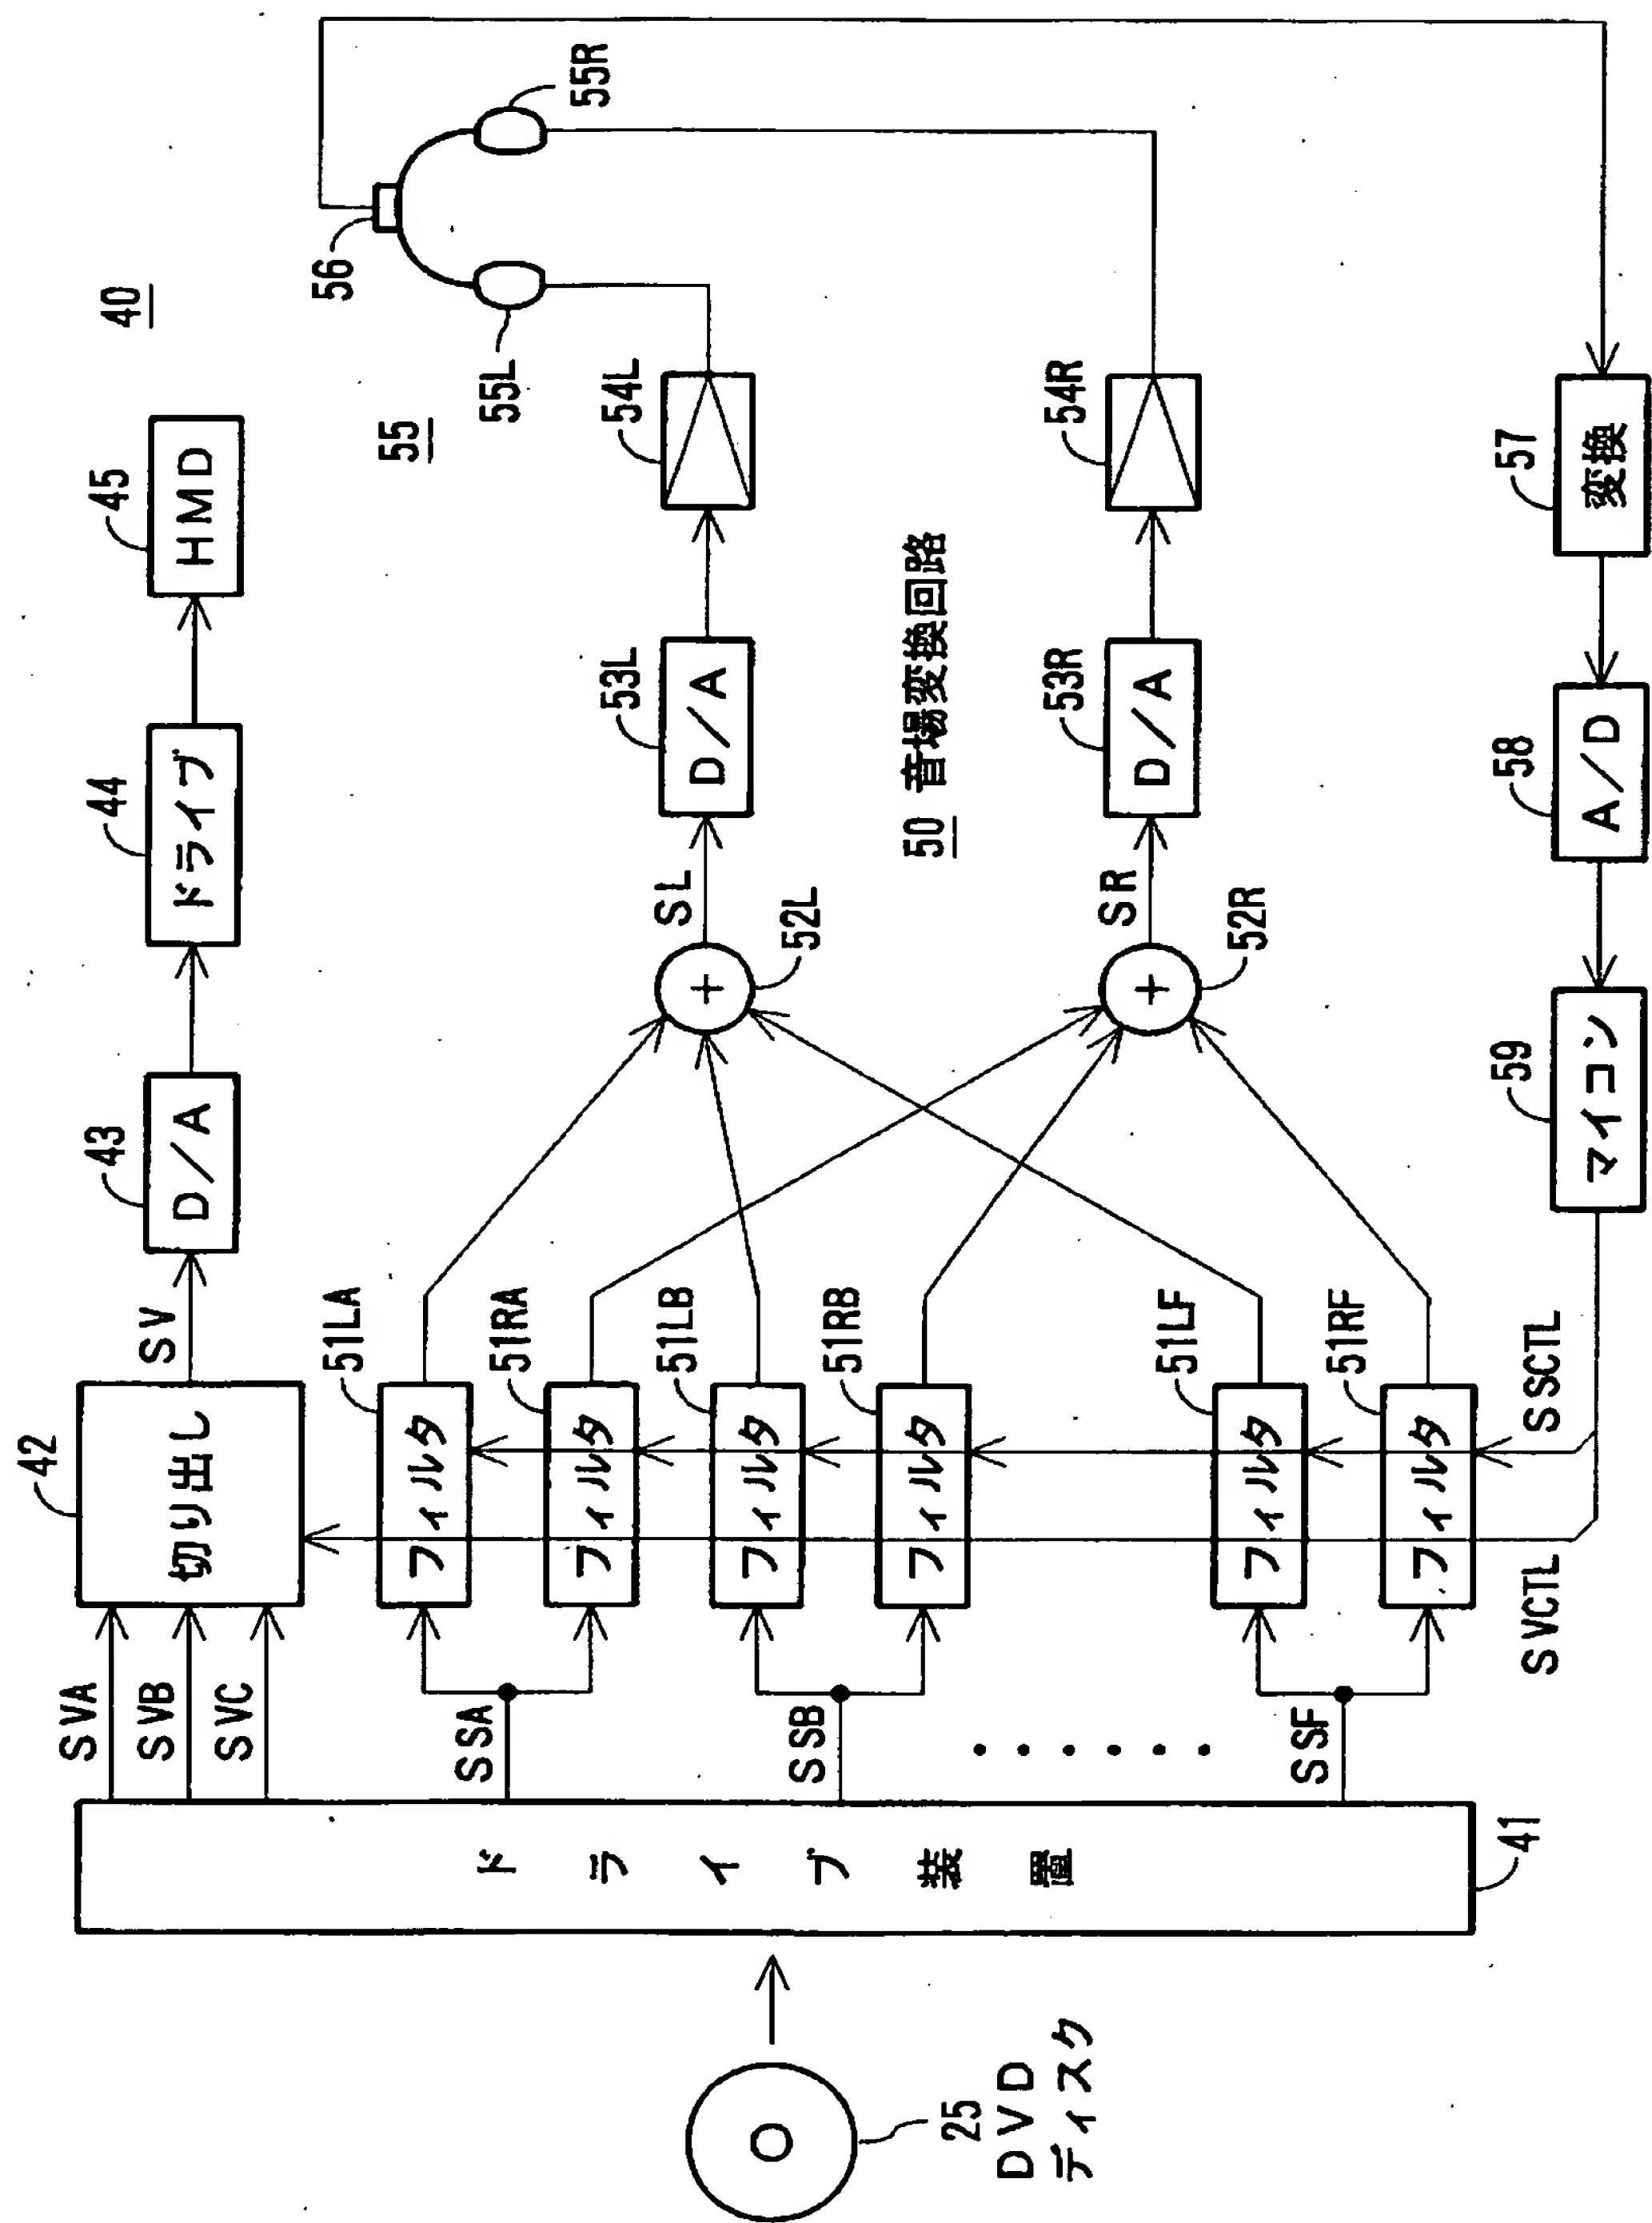 40
25
DVD
ディスク
ドライブ装置
41
SVA
SVB
SVC
42
切り出し
SV
43
D/A
44
ドライブ
45
HMD
SSA
フィルタ
51LA
フィルタ
51RA
SSB
フィルタ
51LB
フィルタ
51RB
......
SSF
フィルタ
51LF
フィルタ
51RF
52L
+
SL
53L
D/A
54L
50 音場変換回路
52R
+
SR
53R
D/A
54R
55
55L
55R
56
SVCTL
SSCTL
59
マイコン
58
A/D
57
変換